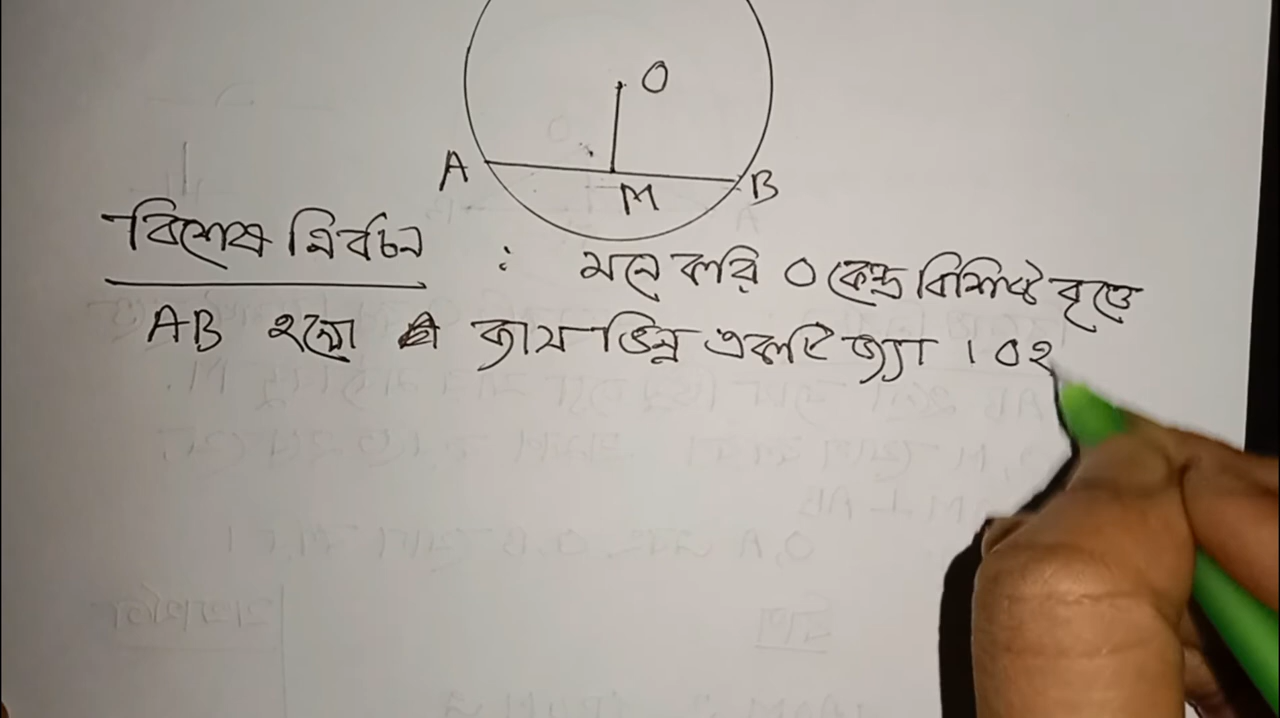 O
A
M
B
বিশেষ নির্বচন : মনে করি O কেন্দ্র বিশিষ্ট বৃত্তে
AB হলো ব্যাস ভিন্ন একটি জ্যা । O হ